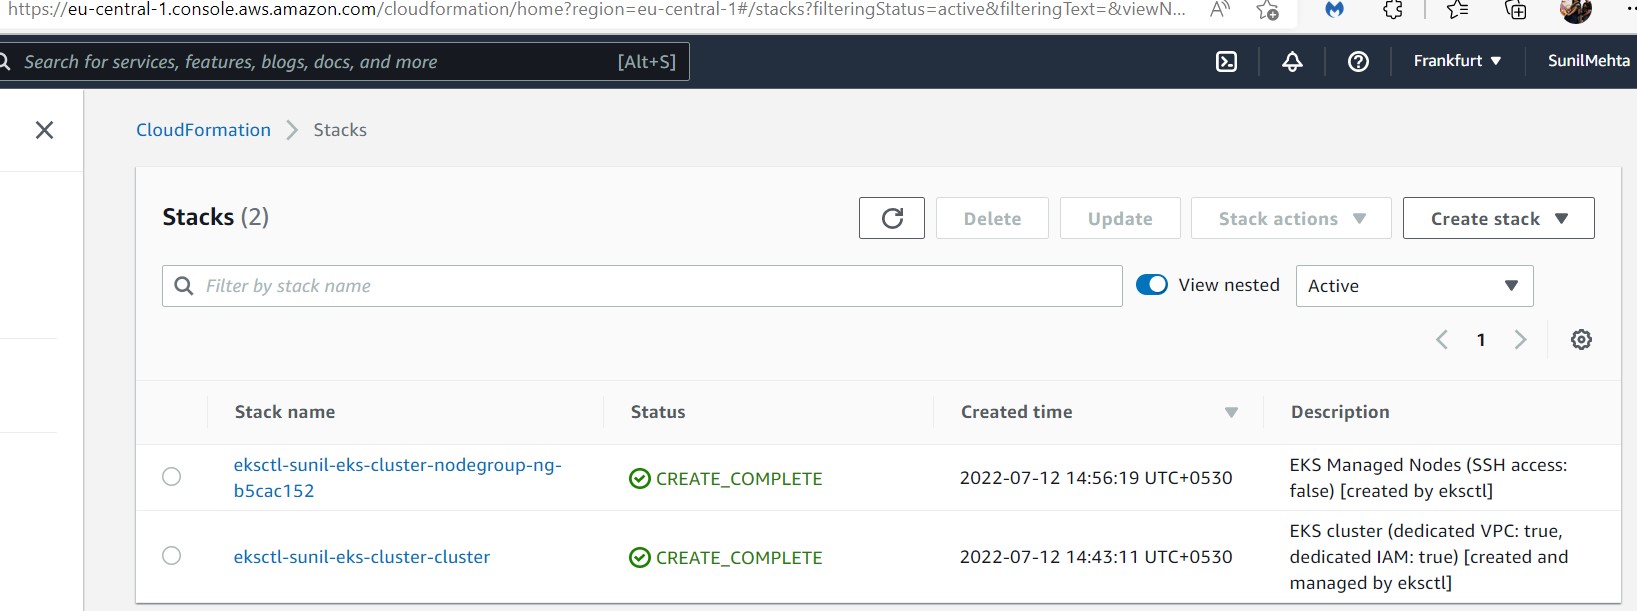 https://eu-central-1.console.aws.amazon.com/cloudformation/home?region=eu-central-1#/stacks?filteringStatus=active&filteringText=&viewN...
Search for services, features, blogs, docs, and more [Alt+S]
Frankfurt ▼ SunilMehta
CloudFormation > Stacks
Stacks (2)
Delete Update Stack actions ▼ Create stack ▼
Filter by stack name
View nested Active ▼
< 1 >
Stack name Status Created time ▼ Description
eksctl-sunil-eks-cluster-nodegroup-ng-
b5cac152
CREATE_COMPLETE
2022-07-12 14:56:19 UTC+0530
EKS Managed Nodes (SSH access:
false) [created by eksctl]
eksctl-sunil-eks-cluster-cluster
CREATE_COMPLETE
2022-07-12 14:43:11 UTC+0530
EKS cluster (dedicated VPC: true,
dedicated IAM: true) [created and
managed by eksctl]